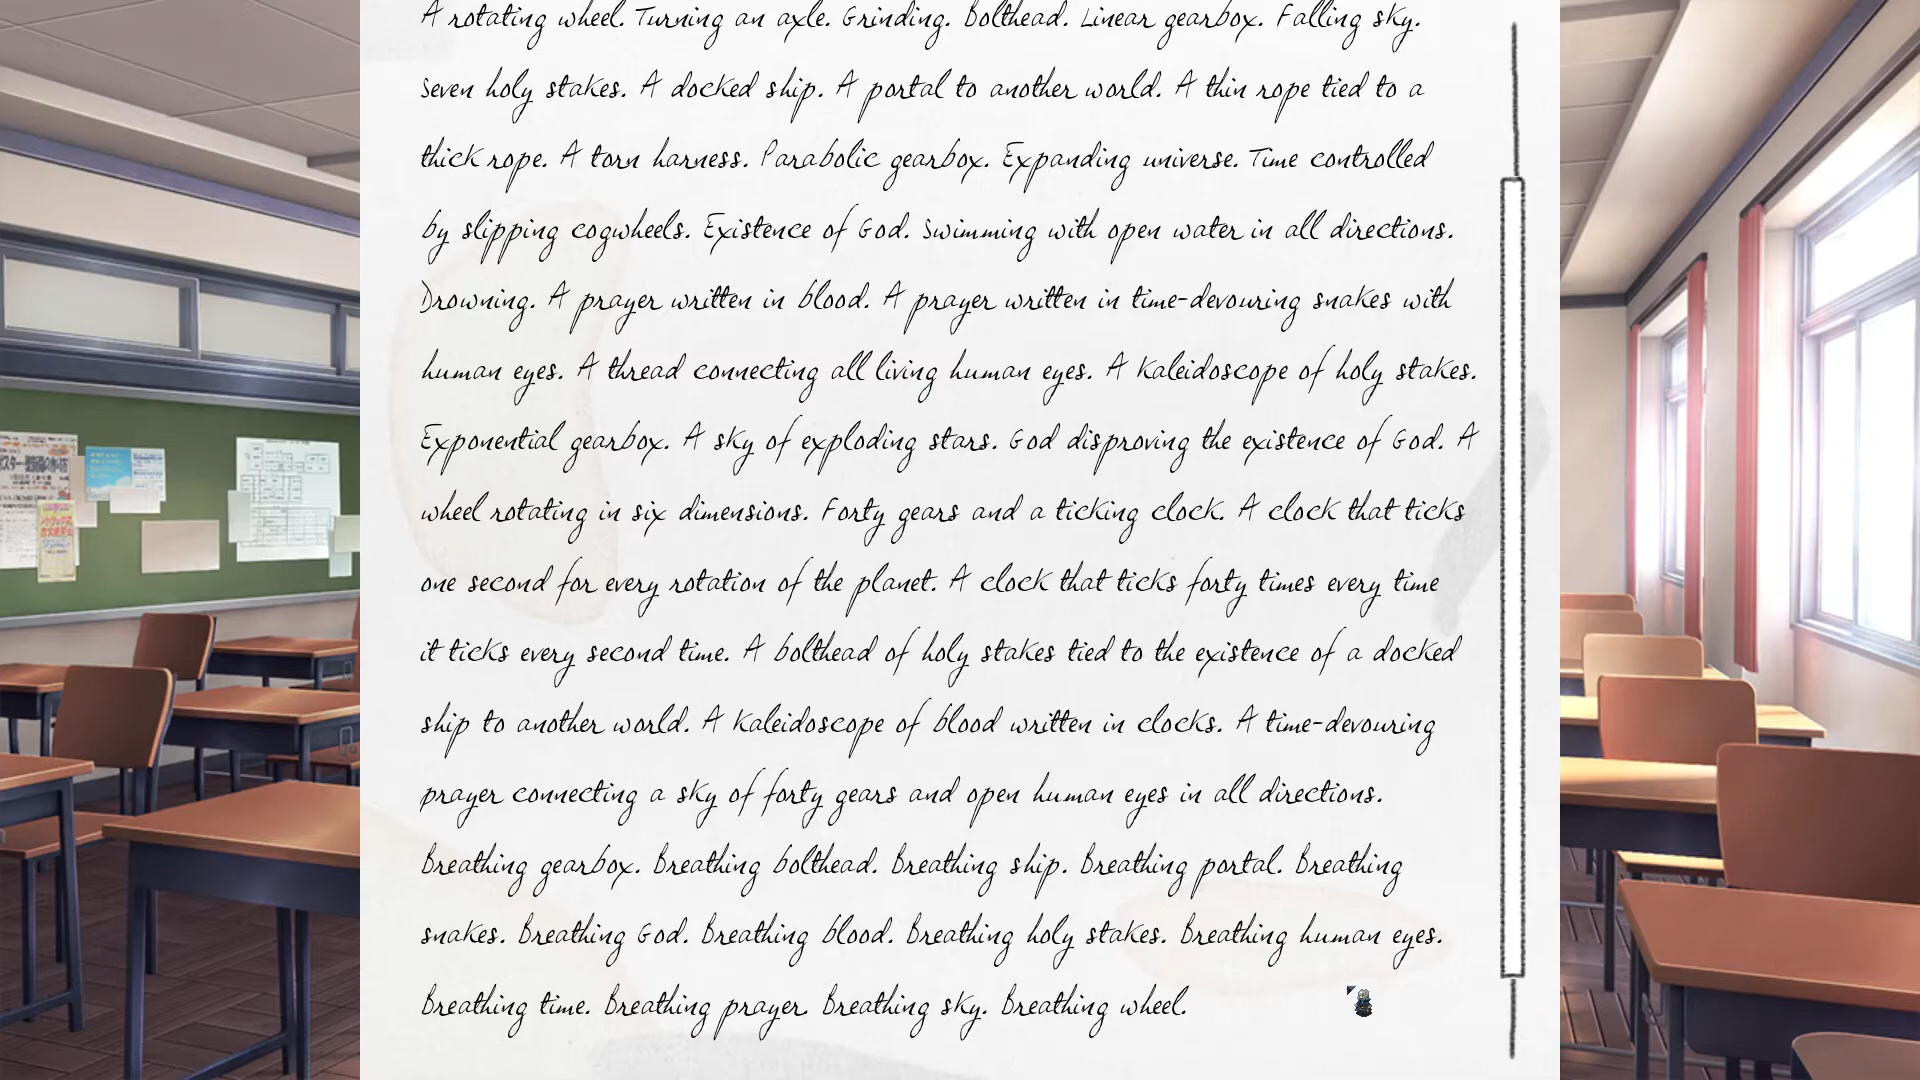 A rotating wheel. Turning an axle. Grinding. Bolthead. Linear gearbox. Falling sky.
Seven holy stakes. A docked ship. A portal to another world. A thin rope tied to a
thick rope. A torn harness. Parabolic gearbox. Expanding universe. Time controlled
by slipping cogwheels. Existence of God. Swimming with open water in all directions.
Drowning. A prayer written in blood. A prayer written in time-devouring snakes with
human eyes. A thread connecting all living human eyes. A kaleidoscope of holy stakes.
Exponential gearbox. A sky of exploding stars. God disproving the existence of God. A
wheel rotating in six dimensions. Forty gears and a ticking clock. A clock that ticks
one second for every rotation of the planet. A clock that ticks forty times every time
it ticks every second time. A bolthead of holy stakes tied to the existence of a docked
ship to another world. A kaleidoscope of blood written in clocks. A time-devouring
prayer connecting a sky of forty gears and open human eyes in all directions.
Breathing gearbox. Breathing bolthead. Breathing ship. Breathing portal. Breathing
snakes. Breathing God. Breathing blood. Breathing holy stakes. Breathing human eyes.
Breathing time. Breathing prayer. Breathing sky. Breathing wheel.